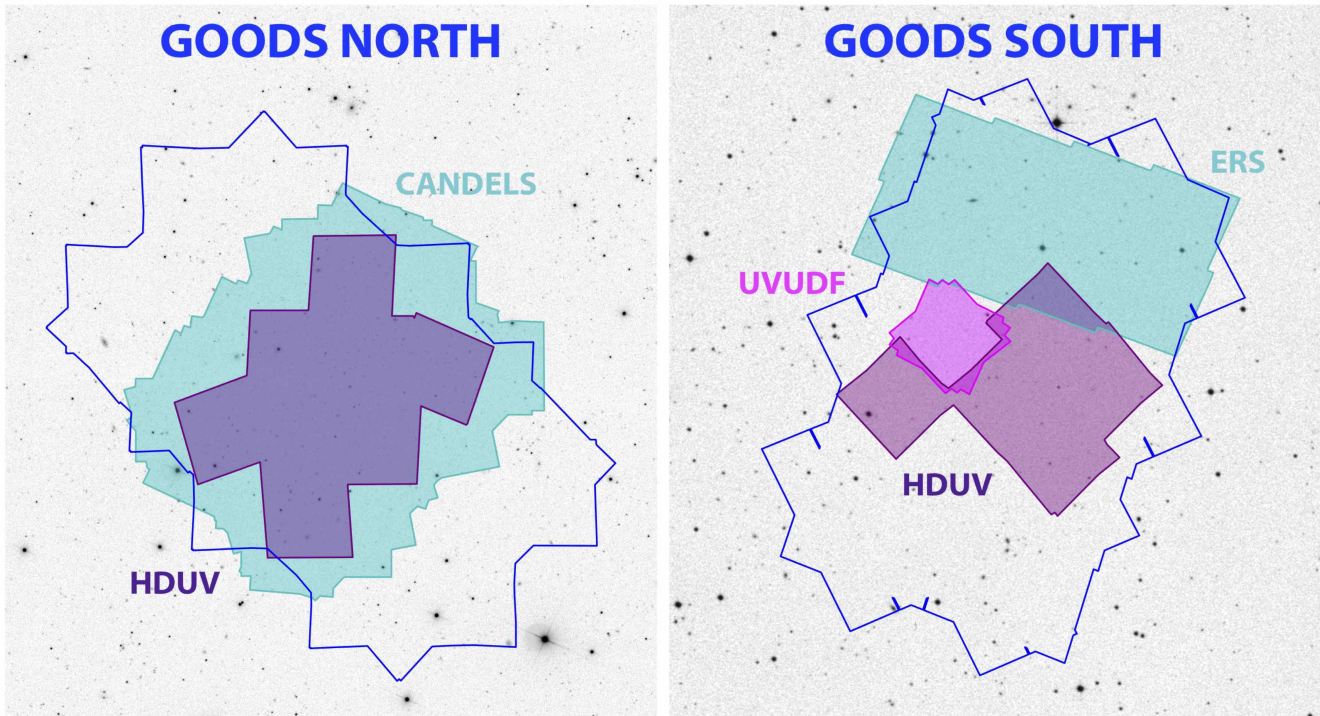 GOODS NORTH
CANDELS
HDUV
GOODS SOUTH
ERS
UVUDF
HDUV